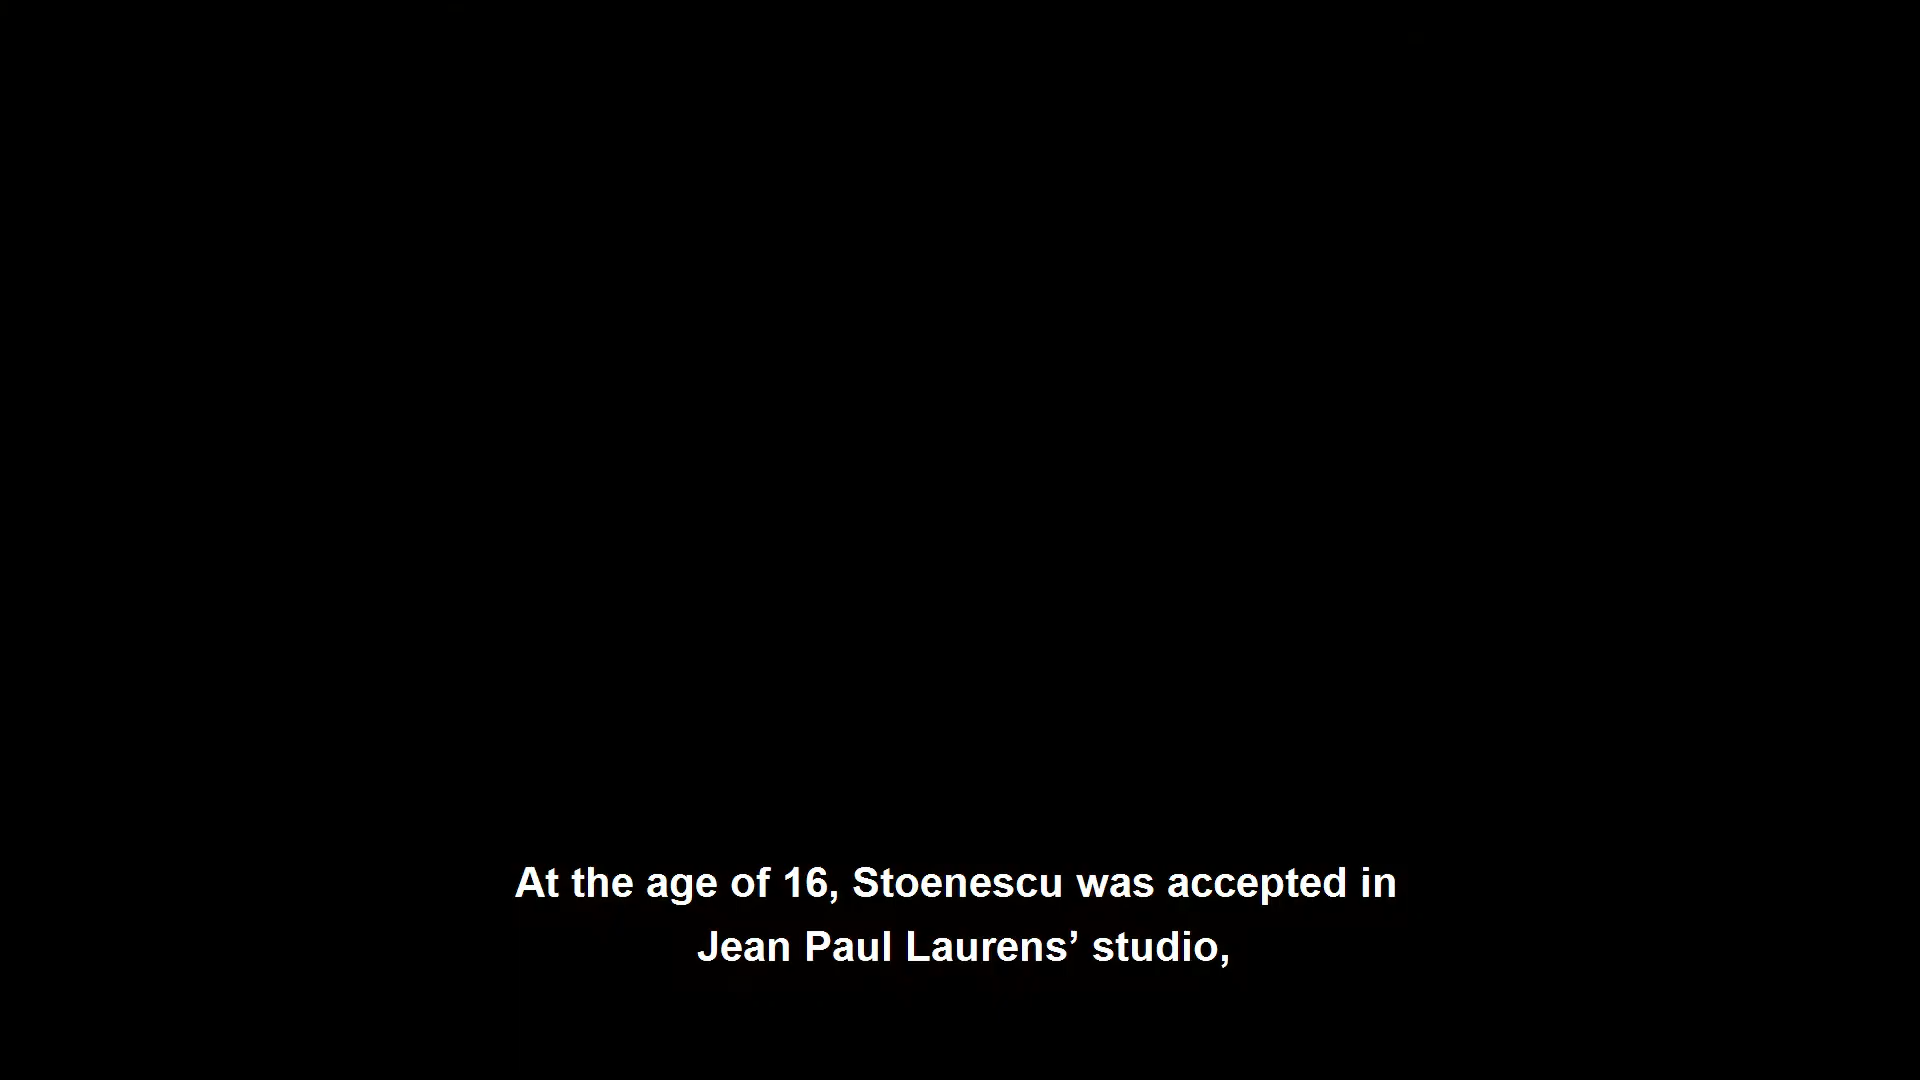 At the age of 16, Stoenescu was accepted in
Jean Paul Laurens’ studio,